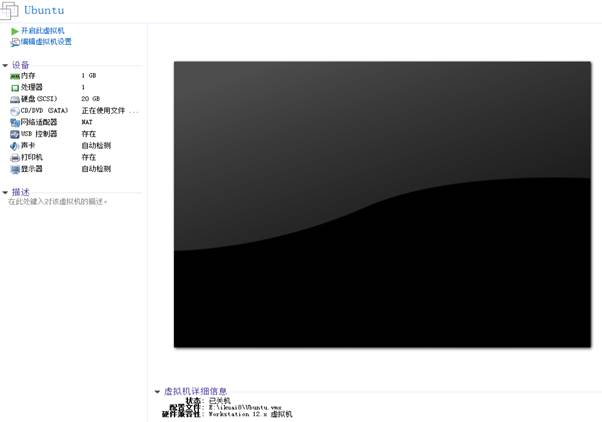 Ubuntu
开启此虚拟机
编辑虚拟机设置
设备
内存 1 GB
处理器 1
硬盘(SCSI) 20 GB
CD/DVD (SATA) 正在使用文件 ...
网络适配器 NAT
USB 控制器 存在
声卡 自动检测
打印机 存在
显示器 自动检测
描述
在此处键入对该虚拟机的描述。
虚拟机详细信息
状态: 已关机
配置文件: E:\ikuai8\Ubuntu.vmx
硬件兼容性: Workstation 12.x 虚拟机